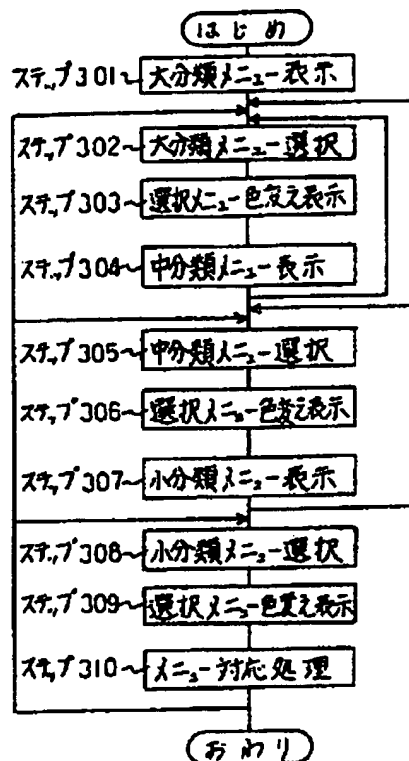 はじめ
ステップ301 大分類メニュー表示
ステップ302 大分類メニュー選択
ステップ303 選択メニュー色変え表示
ステップ304 中分類メニュー表示
ステップ305 中分類メニュー選択
ステップ306 選択メニュー色変え表示
ステップ307 小分類メニュー表示
ステップ308 小分類メニュー選択
ステップ309 選択メニュー色変え表示
ステップ310 メニュー対応処理
おわり